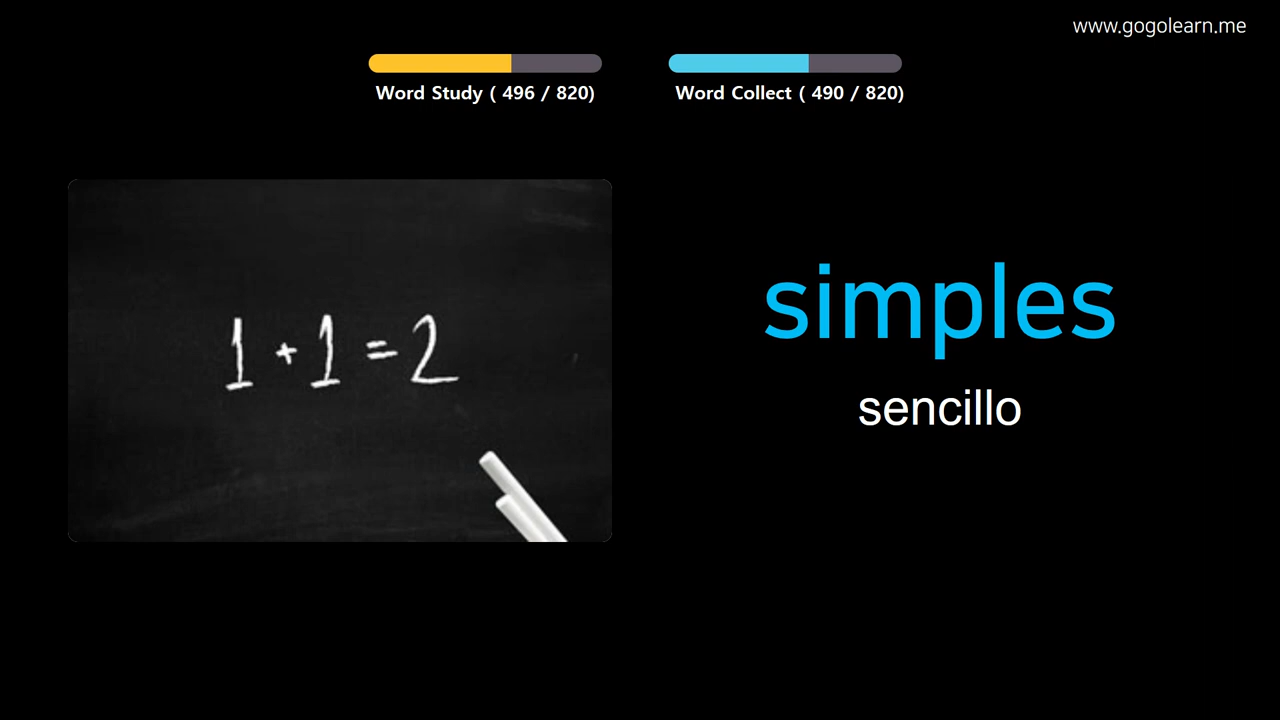 www.gogolearn.me
Word Study ( 496 / 820)
Word Collect ( 490 / 820)
1 + 1 = 2
simples
sencillo